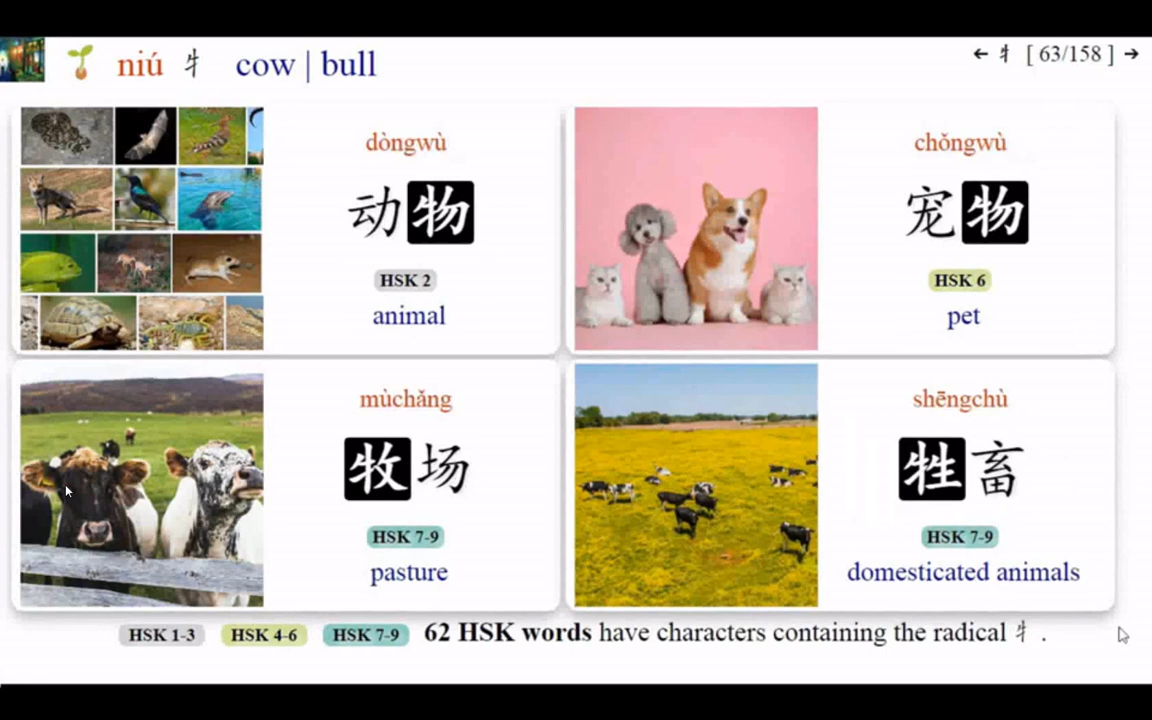 niú 牜 cow | bull
← 牜 [ 63/158 ] →
dòngwù
动物
HSK 2
animal
chǒngwù
宠物
HSK 6
pet
mùchǎng
牧场
HSK 7-9
pasture
shēngchù
牲畜
HSK 7-9
domesticated animals
HSK 1-3 HSK 4-6 HSK 7-9 62 HSK words have characters containing the radical 牜 .